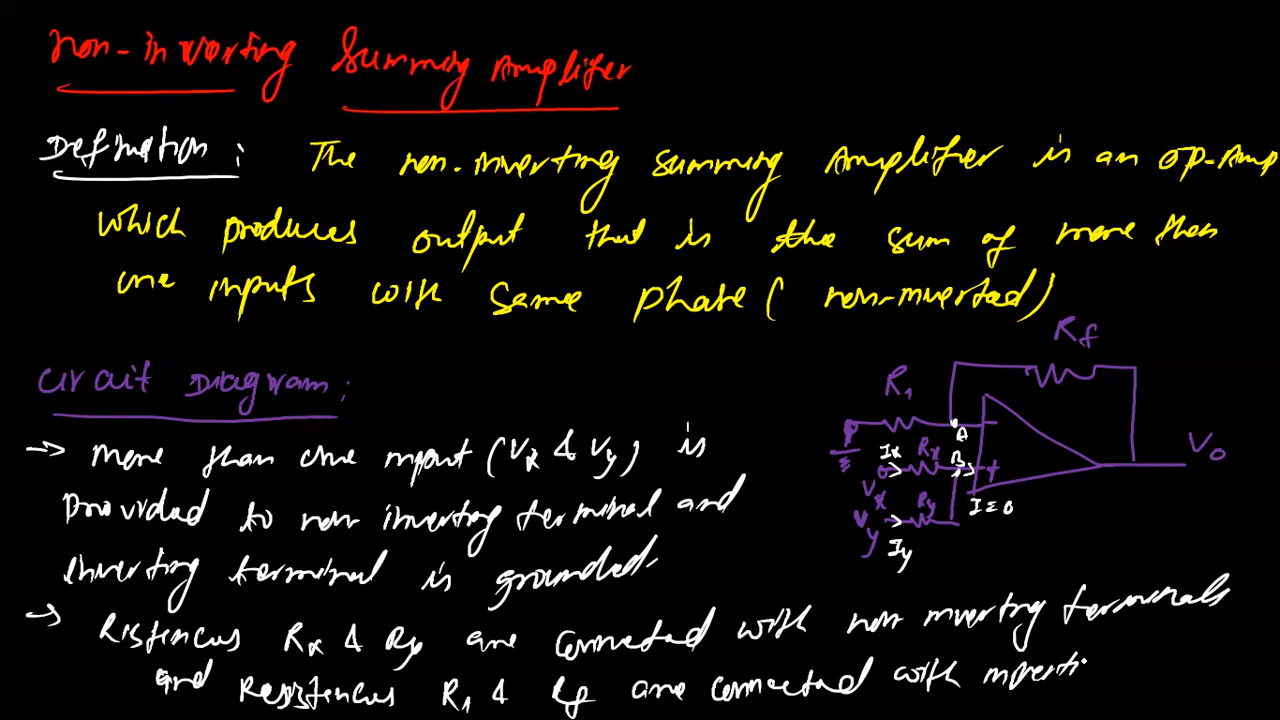 Non-inverting Summing Amplifier
Definition : The non-inverting summing Amplifier is an op-Amp
which produces output that is the sum of more than
one inputs with same phase ( non-inverted)
Circuit Diagram :
Rf
R1
→ More than one input (Vx & Vy) is
A
Vo
Ix Rx B
- +
Vx
provided to non inverting terminal and
Ry I=0
Vy
Iy
inverting terminal is grounded.
→ Ristences Rx & Ry are connected with non inverting terminals
and Resistences R1 & Rf are connected with inverti